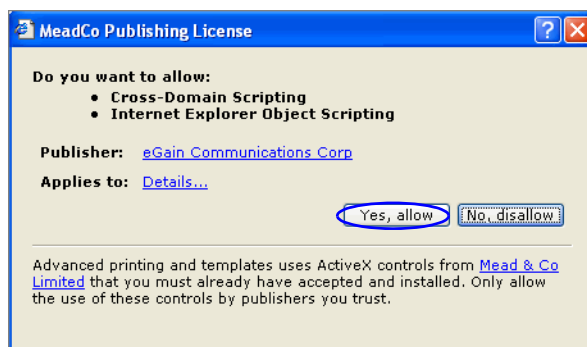 MeadCo Publishing License
Do you want to allow:
• Cross-Domain Scripting
• Internet Explorer Object Scripting
Publisher: eGain Communications Corp
Applies to: Details...
Yes, allow No, disallow
Advanced printing and templates uses ActiveX controls from Mead & Co
Limited that you must already have accepted and installed. Only allow
the use of these controls by publishers you trust.